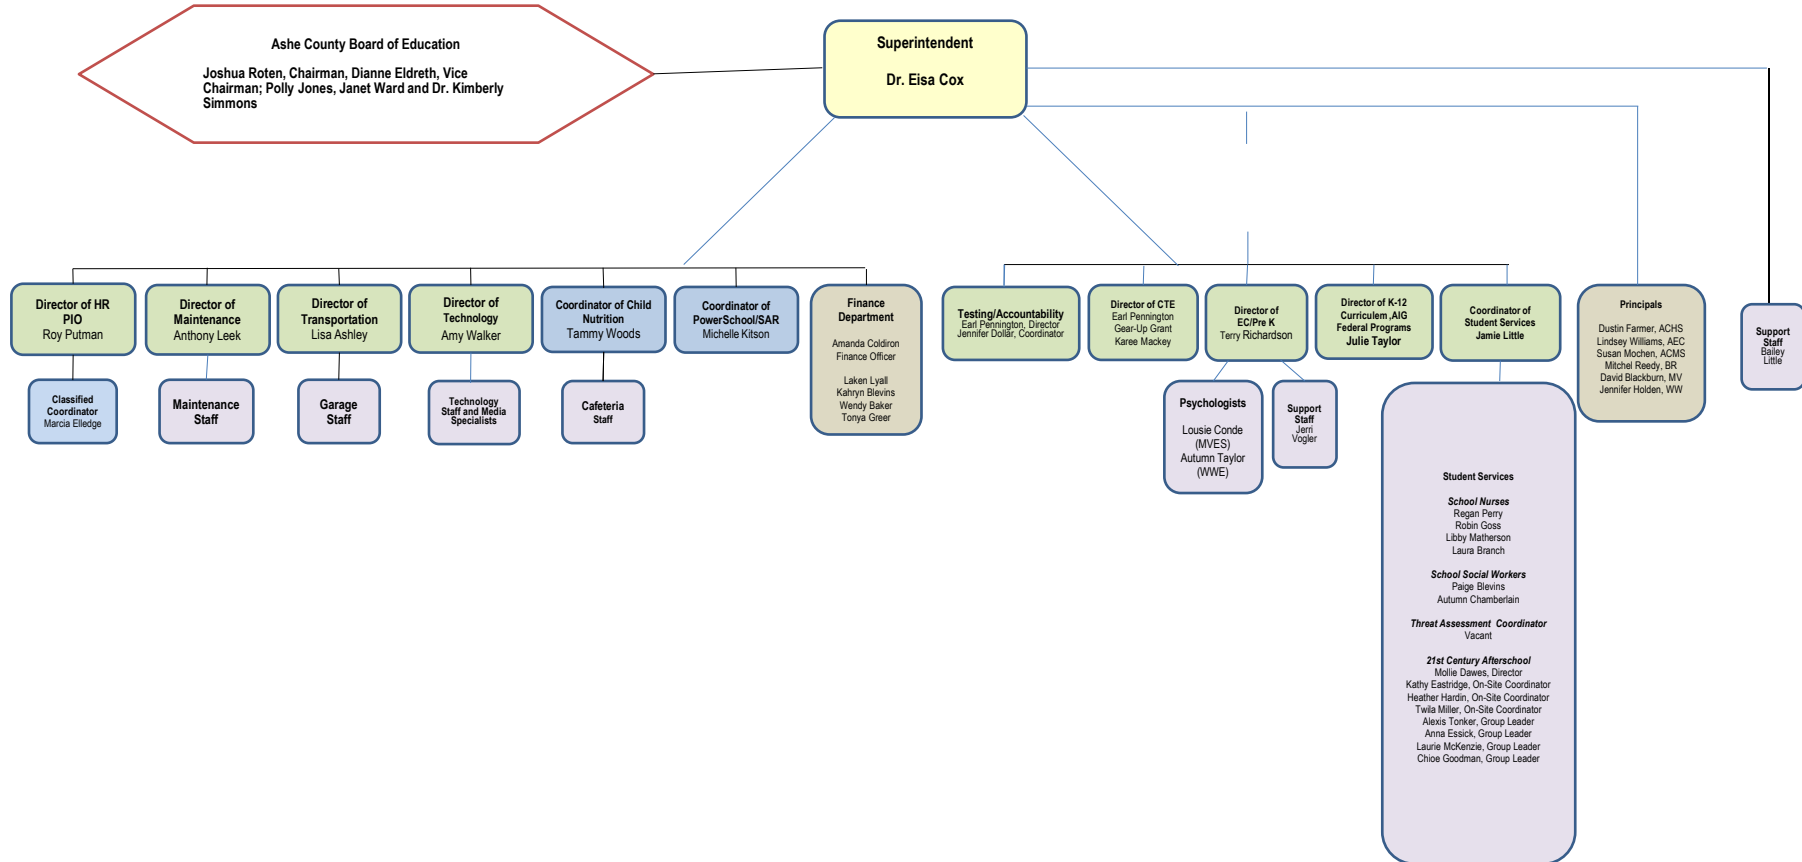 Ashe County Board of Education
Joshua Roten, Chairman, Dianne Eldreth, Vice
Chairman; Polly Jones, Janet Ward and Dr. Kimberly
Simmons
Superintendent
Dr. Eisa Cox
Director of HR
PIO
Roy Putman
Director of
Maintenance
Anthony Leek
Director of
Transportation
Lisa Ashley
Director of
Technology
Amy Walker
Coordinator of Child
Nutrition
Tammy Woods
Coordinator of
PowerSchool/SAR
Michelle Kitson
Finance
Department
Amanda Coldiron
Finance Officer
Laken Lyall
Kahryn Blevins
Wendy Baker
Tonya Greer
Testing/Accountability
Earl Pennington, Director
Jennifer Dollar, Coordinator
Director of CTE
Earl Pennington
Gear-Up Grant
Karee Mackey
Director of
EC/Pre K
Terry Richardson
Director of K-12
Curriculem ,AIG
Federal Programs
Julie Taylor
Coordinator of
Student Services
Jamie Little
Principals
Dustin Farmer, ACHS
Lindsey Williams, AEC
Susan Mochen, ACMS
Mitchel Reedy, BR
David Blackburn, MV
Jennifer Holden, WW
Support
Staff
Bailey
Little
Classified
Coordinator
Marcia Elledge
Maintenance
Staff
Garage
Staff
Technology
Staff and Media
Specialists
Cafeteria
Staff
Psychologists
Lousie Conde
(MVES)
Autumn Taylor
(WWE)
Support
Staff
Jerri
Vogler
Student Services
School Nurses
Regan Perry
Robin Goss
Libby Matherson
Laura Branch
School Social Workers
Paige Blevins
Autumn Chamberlain
Threat Assessment  Coordinator
Vacant
21st Century Afterschool
Mollie Dawes, Director
Kathy Eastridge, On-Site Coordinator
Heather Hardin, On-Site Coordinator
Twila Miller, On-Site Coordinator
Alexis Tonker, Group Leader
Anna Essick, Group Leader
Laurie McKenzie, Group Leader
Chioe Goodman, Group Leader